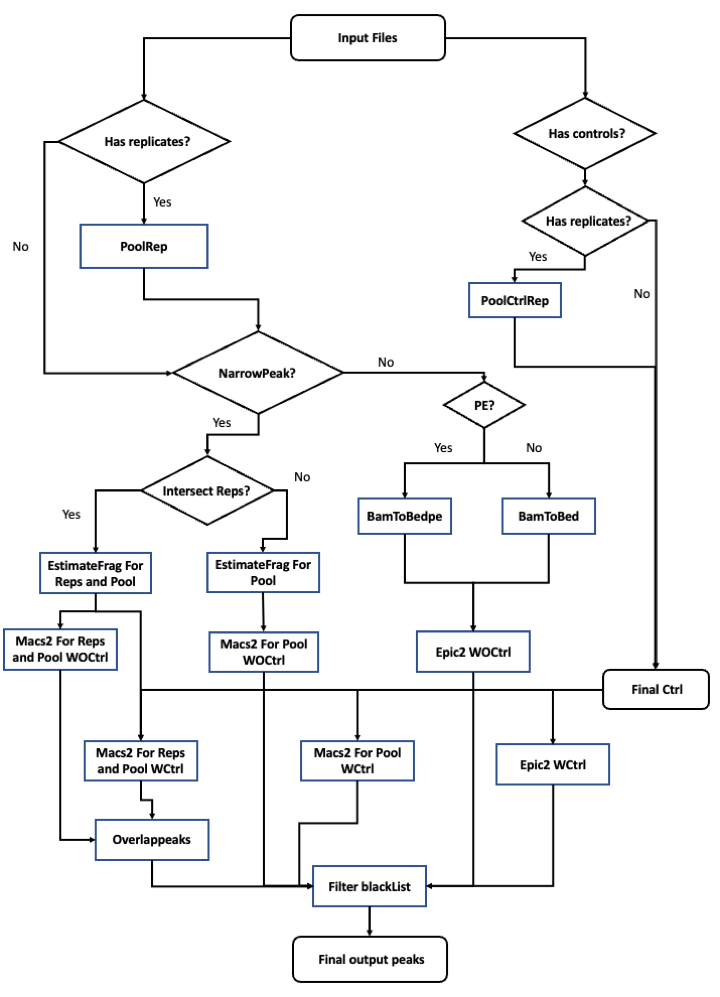 Input Files
Has replicates?
Has controls?
Yes
Has replicates?
No
PoolRep
Yes
No
PoolCtrlRep
NarrowPeak?
No
PE?
Yes
Yes
No
Intersect Reps?
No
Yes
BamToBedpe
BamToBed
EstimateFrag For
Reps and Pool
EstimateFrag For
Pool
Macs2 For Reps
and Pool WOCtrl
Macs2 For Pool
WOCtrl
Epic2 WOCtrl
Final Ctrl
Macs2 For Reps
and Pool WCtrl
Macs2 For Pool
WCtrl
Epic2 WCtrl
Overlappeaks
Filter blackList
Final output peaks